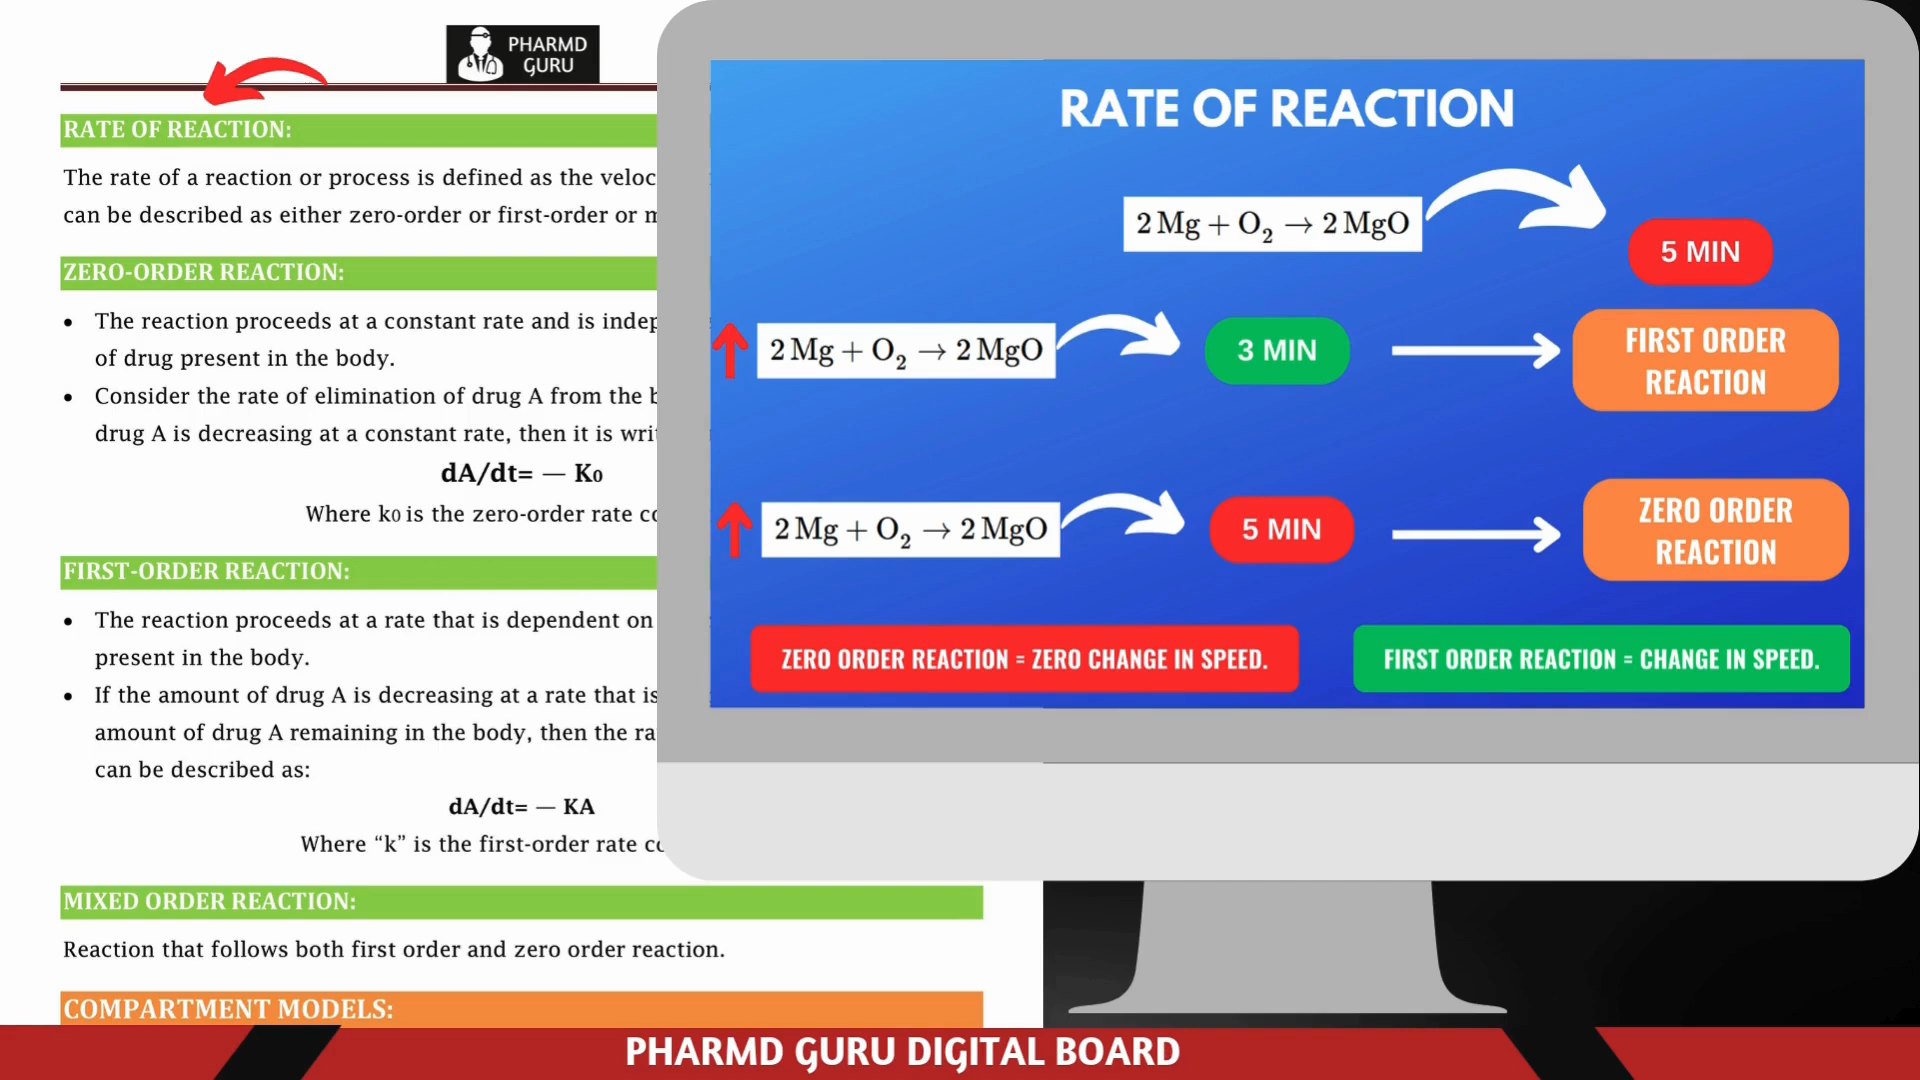 PHARMD
GURU
RATE OF REACTION:
The rate of a reaction or process is defined as the
can be described as either zero-order or first-order or
ZERO-ORDER REACTION:
• The reaction proceeds at a constant rate and is
of drug present in the body.
• Consider the rate of elimination of drug A from the
drug A is decreasing at a constant rate, then it is
dA/dt= — K₀
Where k₀ is the zero-order rate
FIRST-ORDER REACTION:
• The reaction proceeds at a rate that is dependent on
present in the body.
• If the amount of drug A is decreasing at a rate that is
amount of drug A remaining in the body, then the
can be described as:
dA/dt= — KA
Where “k” is the first-order rate
MIXED ORDER REACTION:
Reaction that follows both first order and zero order reaction.
COMPARTMENT MODELS:
RATE OF REACTION
2 Mg + O₂ → 2 MgO
5 MIN
2 Mg + O₂ → 2 MgO
3 MIN
FIRST ORDER
REACTION
2 Mg + O₂ → 2 MgO
5 MIN
ZERO ORDER
REACTION
ZERO ORDER REACTION = ZERO CHANGE IN SPEED.
FIRST ORDER REACTION = CHANGE IN SPEED.
PHARMD GURU DIGITAL BOARD